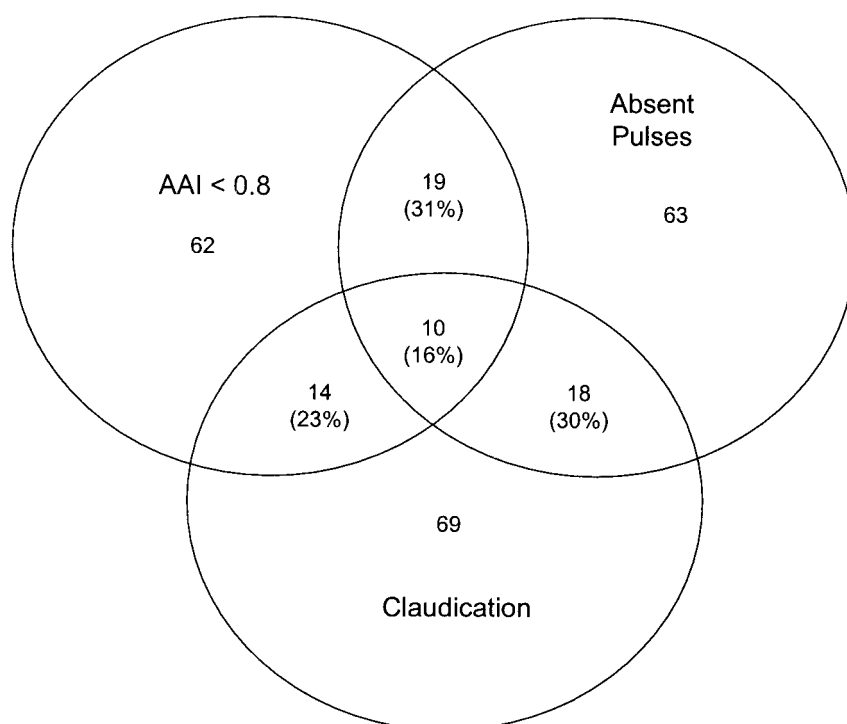 Absent
Pulses
AAI < 0.8
19
(31%)
63
62
10
(16%)
14
(23%)
18
(30%)
69
Claudication